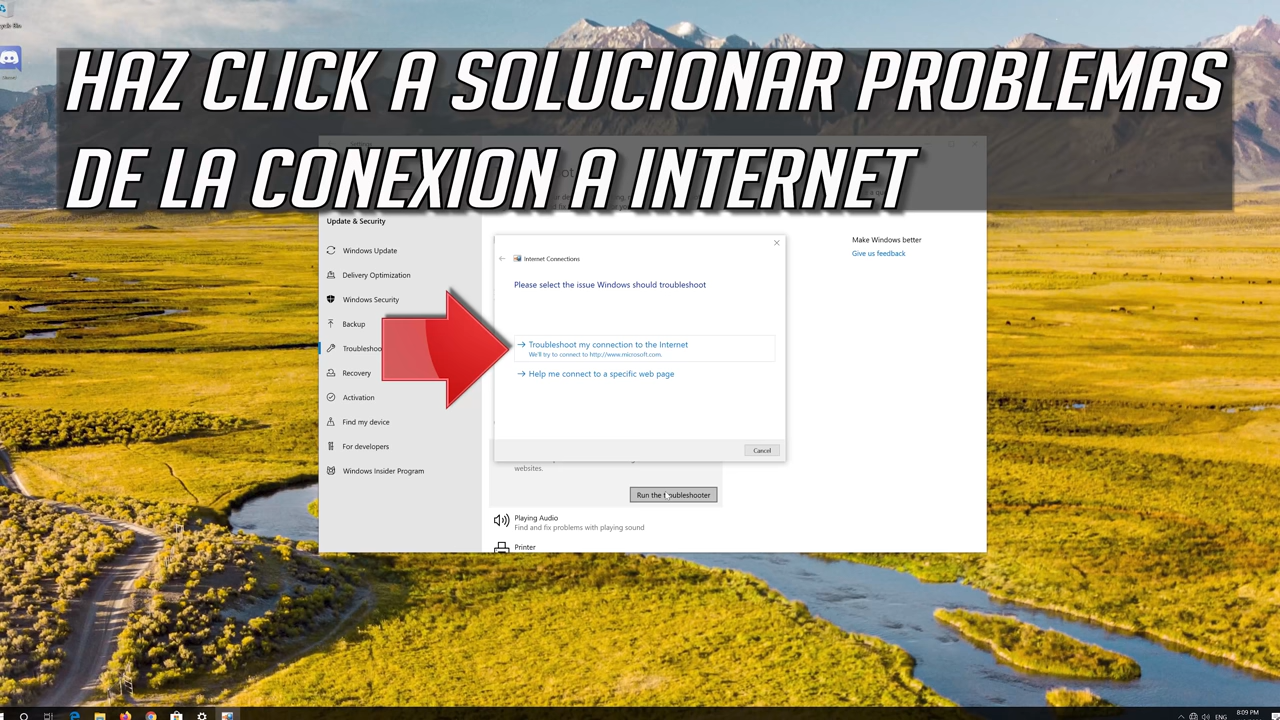 HAZ CLICK A SOLUCIONAR PROBLEMAS
DE LA CONEXION A INTERNET
Update & Security
Windows Update
Delivery Optimization
Windows Security
Backup
Troubleshoo
Recovery
Activation
Find my device
For developers
Windows Insider Program
Internet Connections
Please select the issue Windows should troubleshoot
Troubleshoot my connection to the Internet
We'll try to connect to http://www.microsoft.com.
Help me connect to a specific web page
Cancel
websites.
Run the troubleshooter
Playing Audio
Find and fix problems with playing sound
Printer
Make Windows better
Give us feedback
ENG
8:09 PM